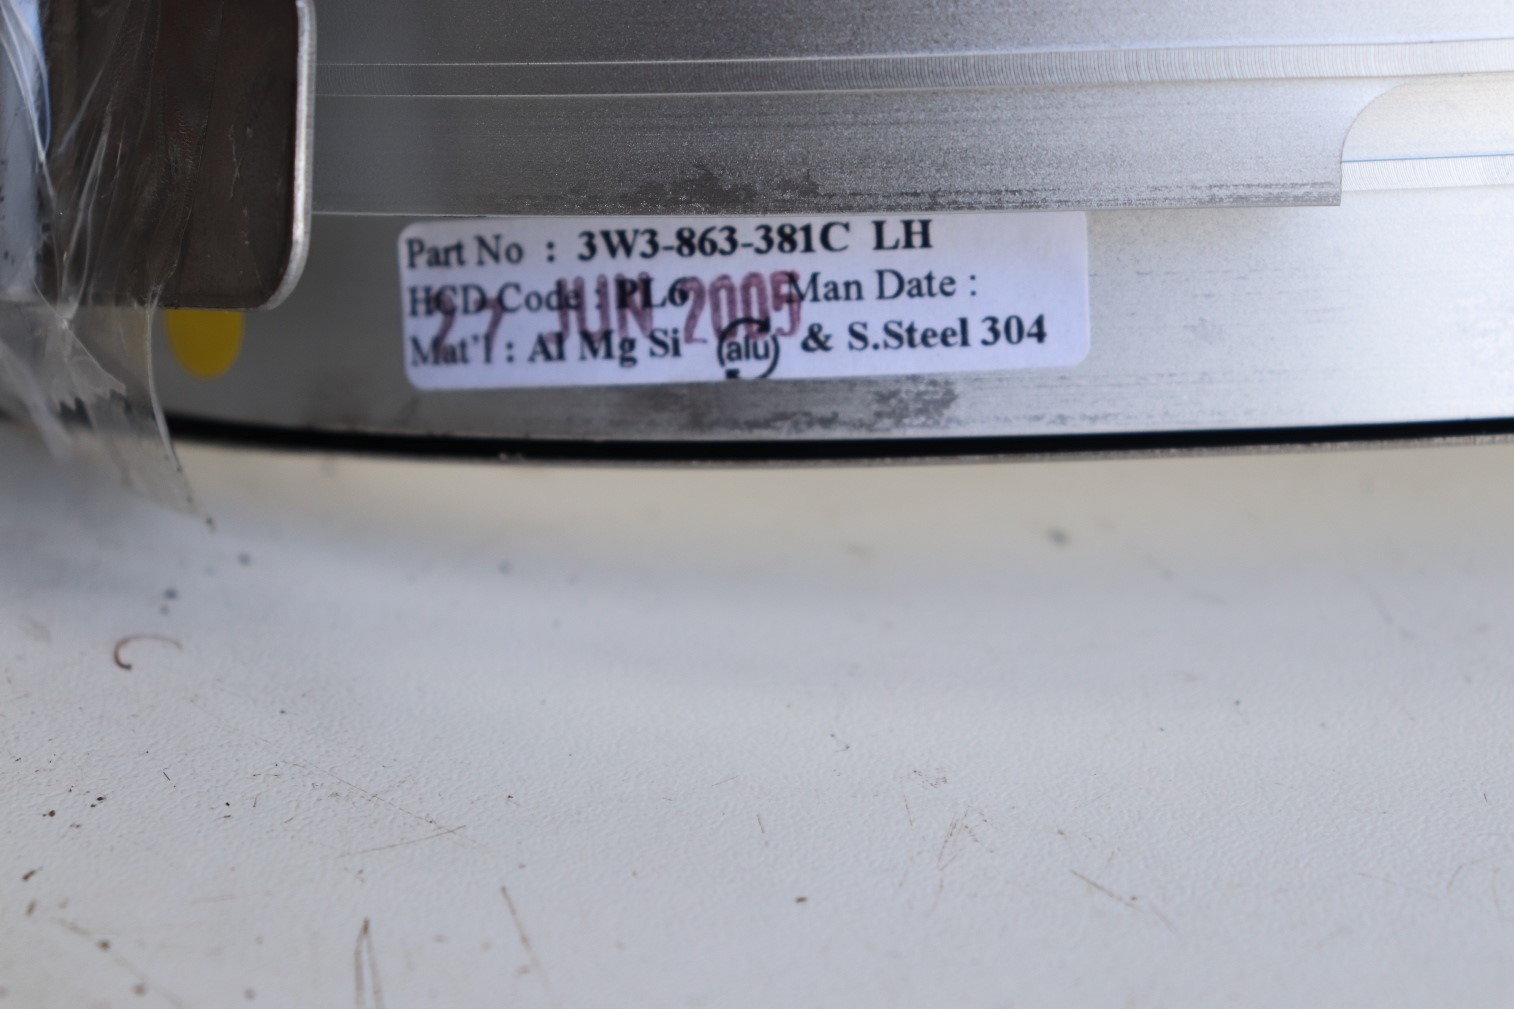 Part No : 3W3-863-381C LH
HCD Code : PL6 Man Date :
27 JUN 2005
Mat'l : Al Mg Si (alu) & S.Steel 304